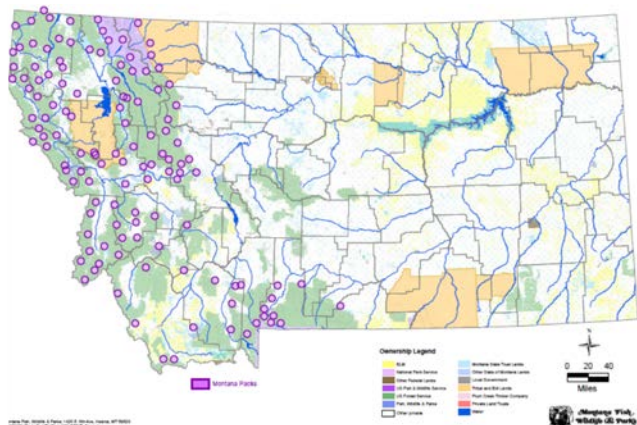 Ownership Legend
BLM
National Park Service
Other Federal Lands
US Fish & Wildlife Service
US Forest Service
Fish, Wildlife & Parks
Other private
Montana State Trust Lands
Other State of Montana Lands
Local Government
Tribal and BIA Lands
Plum Creek Timber Company
Private Land Trusts
Water
Montana Packs
0 20 40
Miles
Montana Fish,
Wildlife & Parks